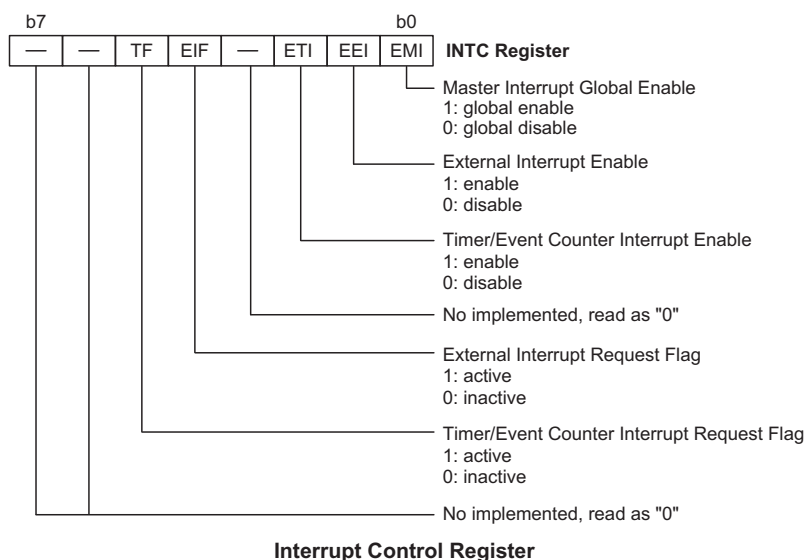 b7 b0
— — TF EIF — ETI EEI EMI INTC Register
Master Interrupt Global Enable
1: global enable
0: global disable
External Interrupt Enable
1: enable
0: disable
Timer/Event Counter Interrupt Enable
1: enable
0: disable
No implemented, read as "0"
External Interrupt Request Flag
1: active
0: inactive
Timer/Event Counter Interrupt Request Flag
1: active
0: inactive
No implemented, read as "0"
Interrupt Control Register